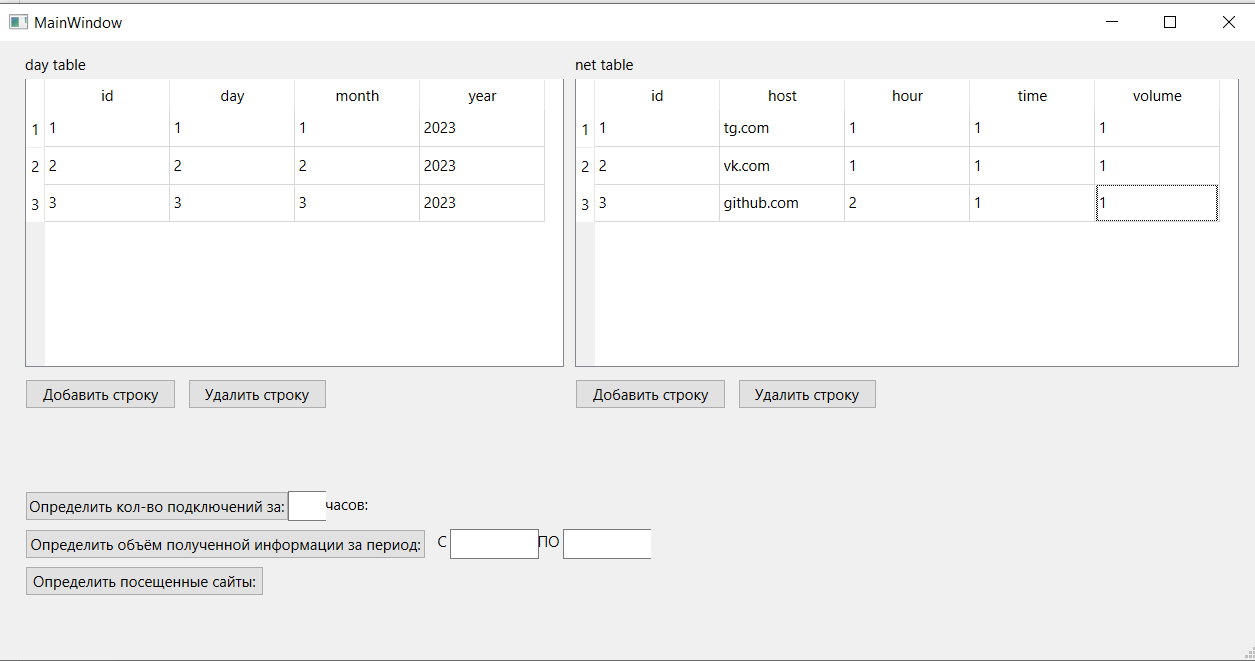 MainWindow
day table
id day month year
1 1 1 1 2023
2 2 2 2 2023
3 3 3 3 2023
Добавить строку Удалить строку
net table
id host hour time volume
1 1 tg.com 1 1 1
2 2 vk.com 1 1 1
3 3 github.com 2 1 1
Добавить строку Удалить строку
Определить кол-во подключений за: часов:
Определить объём полученной информации за период: С ПО
Определить посещенные сайты: